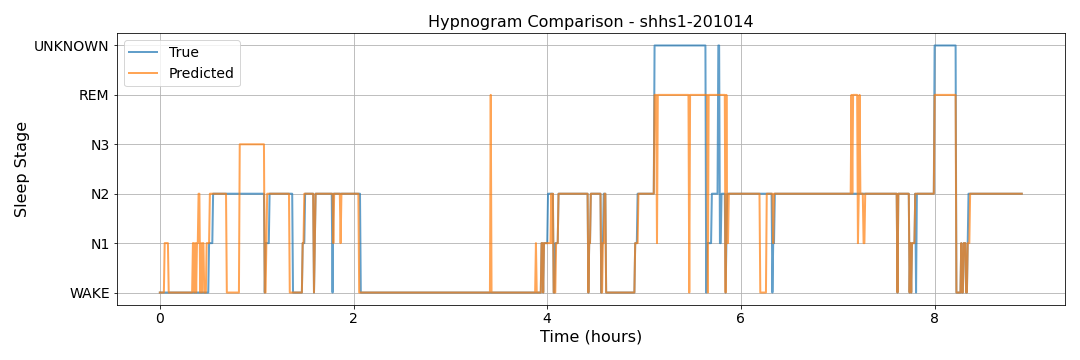 Hypnogram Comparison - shhs1-201014
Sleep Stage
UNKNOWN
REM
N3
N2
N1
WAKE
True
Predicted
0
2
4
6
8
Time (hours)